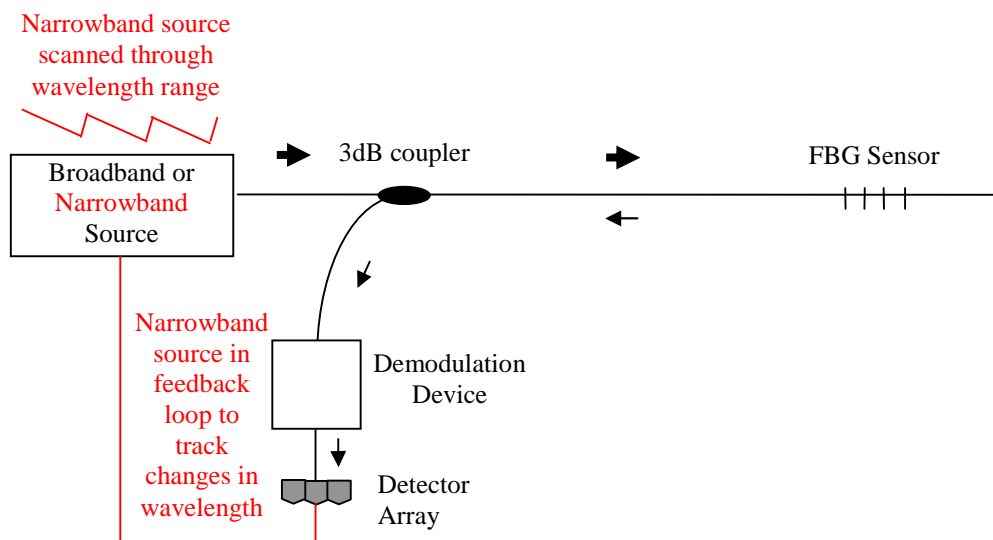 Narrowband source
scanned through
wavelength range
3dB coupler
FBG Sensor
Broadband or
Narrowband
Source
Narrowband
source in
feedback
loop to
track
changes in
wavelength
Demodulation
Device
Detector
Array